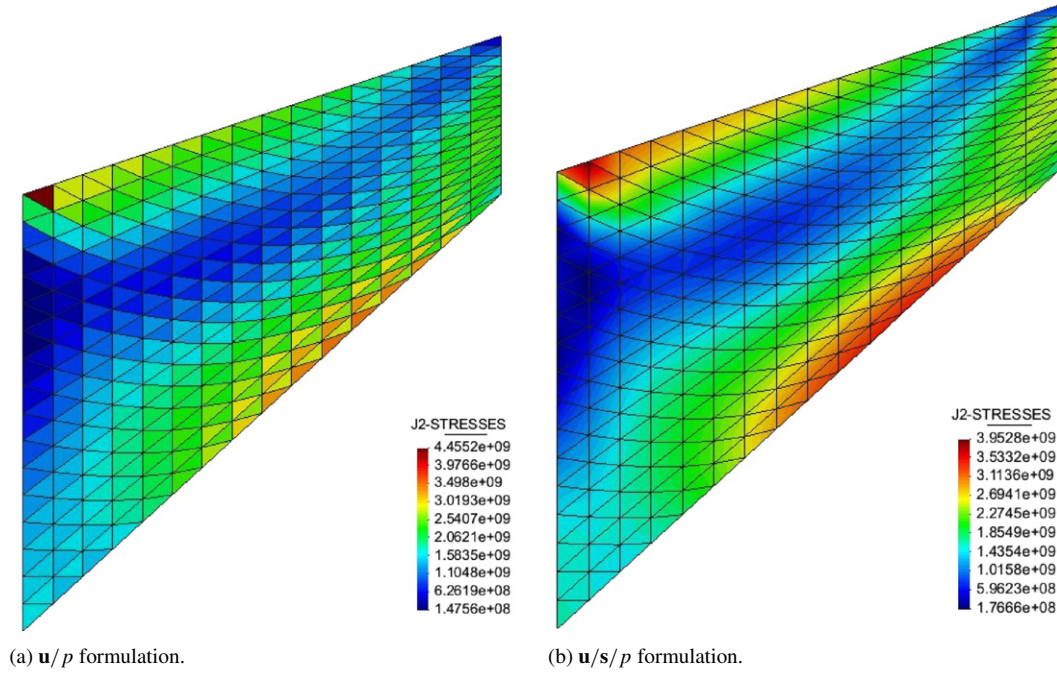 J2-STRESSES
4.4552e+09
3.9766e+09
3.498e+09
3.0193e+09
2.5407e+09
2.0621e+09
1.5835e+09
1.1048e+09
6.2619e+08
1.4756e+08
J2-STRESSES
3.9528e+09
3.5332e+09
3.1136e+09
2.6941e+09
2.2745e+09
1.8549e+09
1.4354e+09
1.0158e+09
5.9623e+08
1.7666e+08
(a) u/p formulation.
(b) u/s/p formulation.